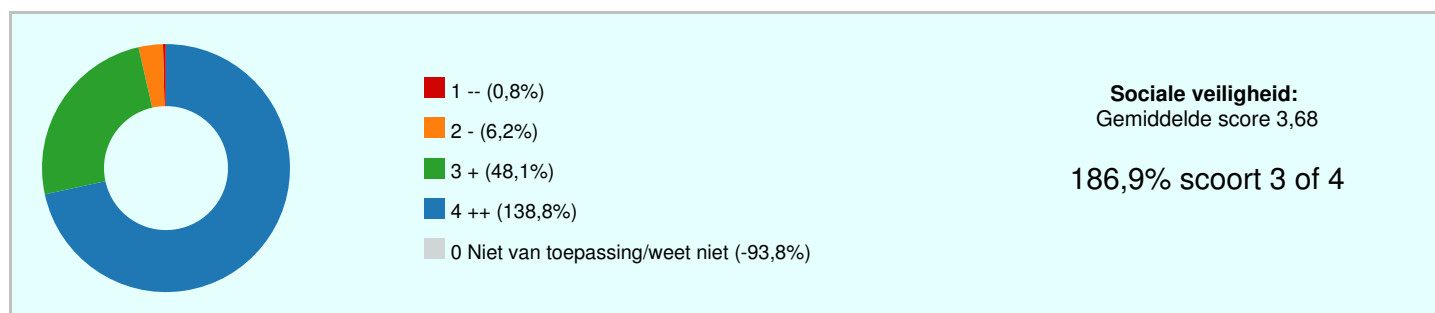 1 -- (0,8%)
2 - (6,2%)
3 + (48,1%)
4 ++ (138,8%)
0 Niet van toepassing/weet niet (-93,8%)
Sociale veiligheid:
Gemiddelde score 3,68
186,9% scoort 3 of 4